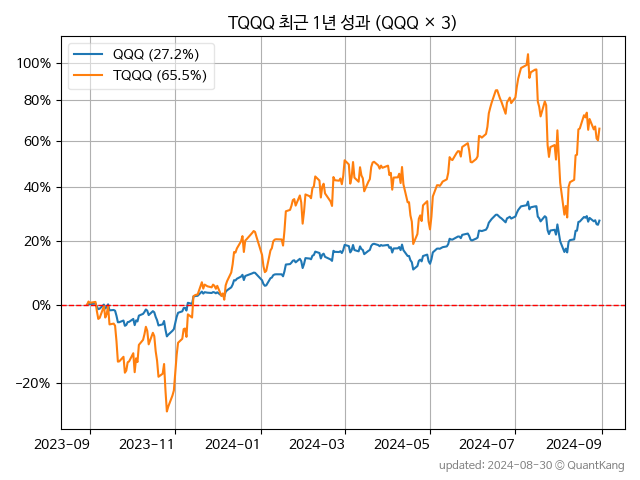 TQQQ 최근 1년 성과 (QQQ × 3)
QQQ (27.2%)
TQQQ (65.5%)
100%
80%
60%
40%
20%
0%
−20%
2023-09 2023-11 2024-01 2024-03 2024-05 2024-07 2024-09
updated: 2024-08-30 © QuantKang